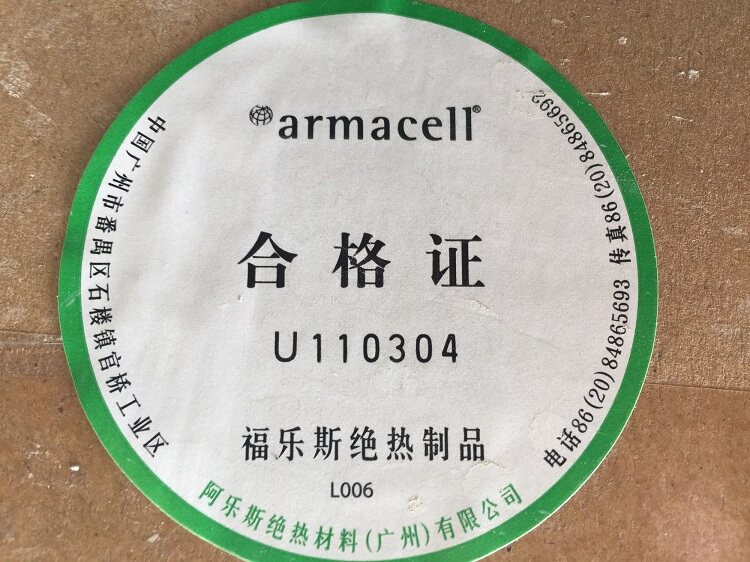 armacell®
合格证
U110304
福乐斯绝热制品
L006
中国广州市番禺区石楼镇官桥工业区
电话86(20)84865693 传真86(20)84865692
阿乐斯绝热材料(广州)有限公司